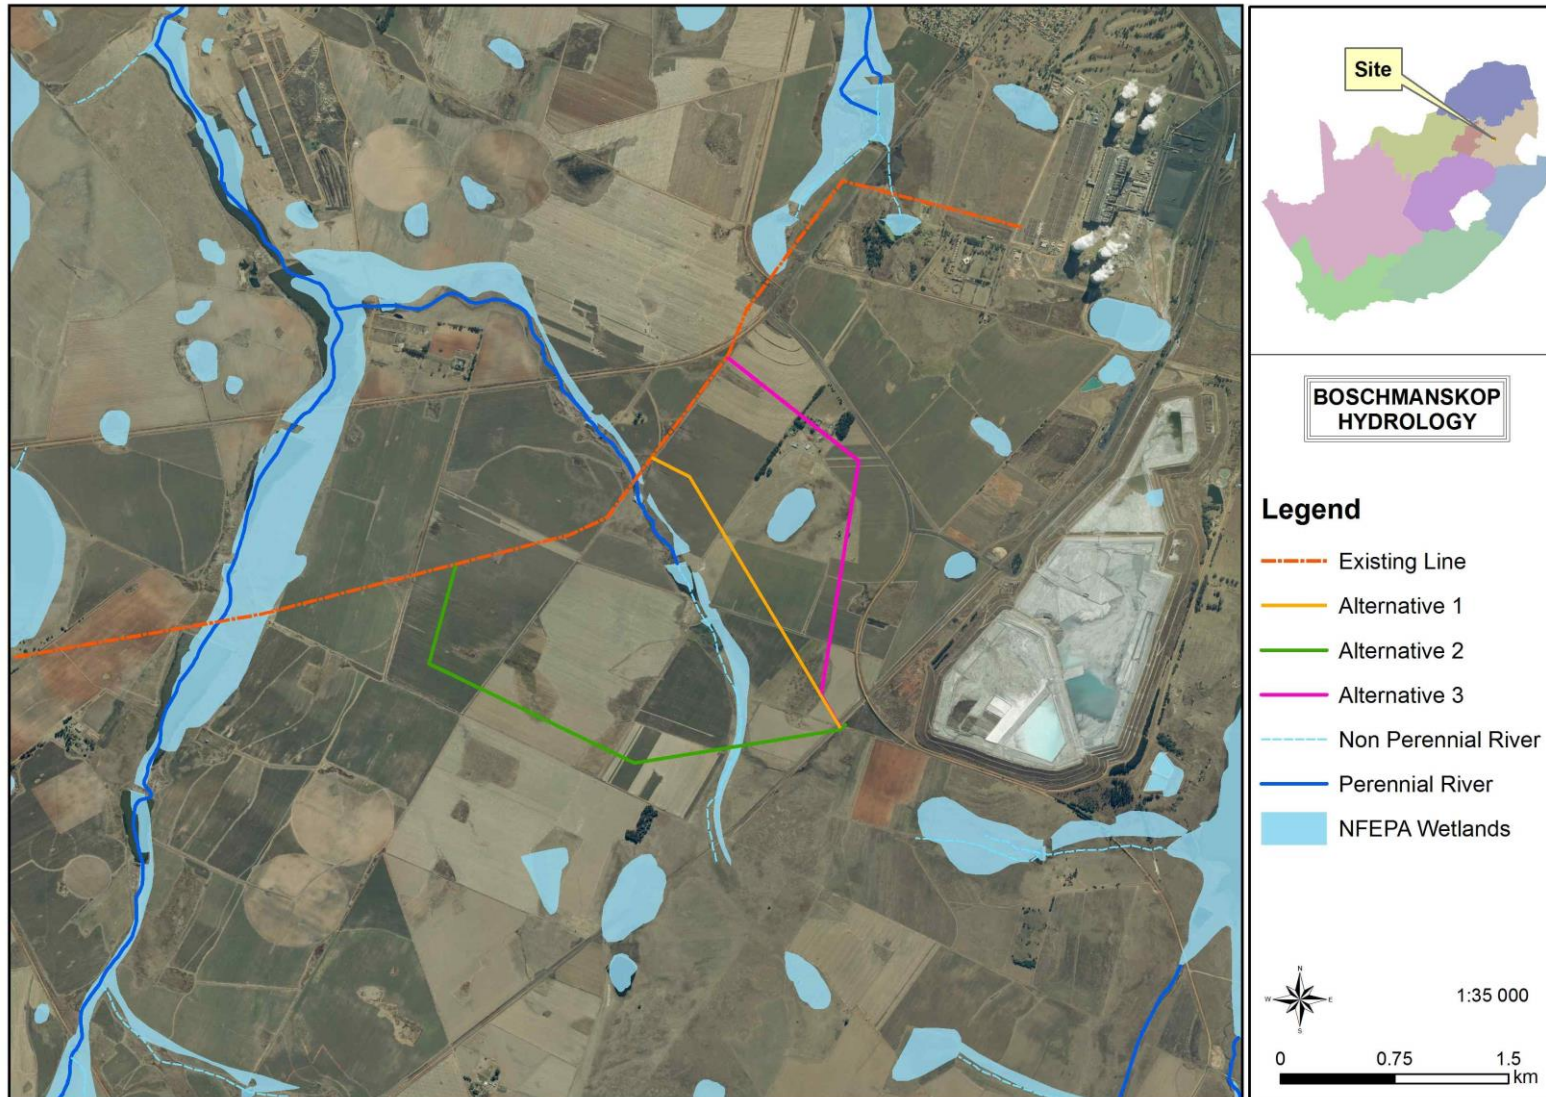 Site
BOSCHMANSKOP
HYDROLOGY
Legend
Existing Line
Alternative 1
Alternative 2
Alternative 3
Non Perennial River
Perennial River
NFEPA Wetlands
N
W E
S
1:35 000
0 0.75 1.5
km